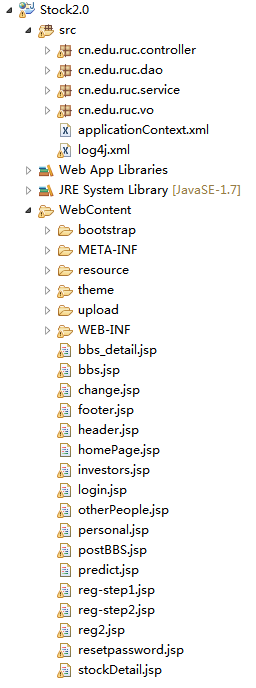 Stock2.0
src
cn.edu.ruc.controller
cn.edu.ruc.dao
cn.edu.ruc.service
cn.edu.ruc.vo
applicationContext.xml
log4j.xml
Web App Libraries
JRE System Library [JavaSE-1.7]
WebContent
bootstrap
META-INF
resource
theme
upload
WEB-INF
bbs_detail.jsp
bbs.jsp
change.jsp
footer.jsp
header.jsp
homePage.jsp
investors.jsp
login.jsp
otherPeople.jsp
personal.jsp
postBBS.jsp
predict.jsp
reg-step1.jsp
reg-step2.jsp
reg2.jsp
resetpassword.jsp
stockDetail.jsp